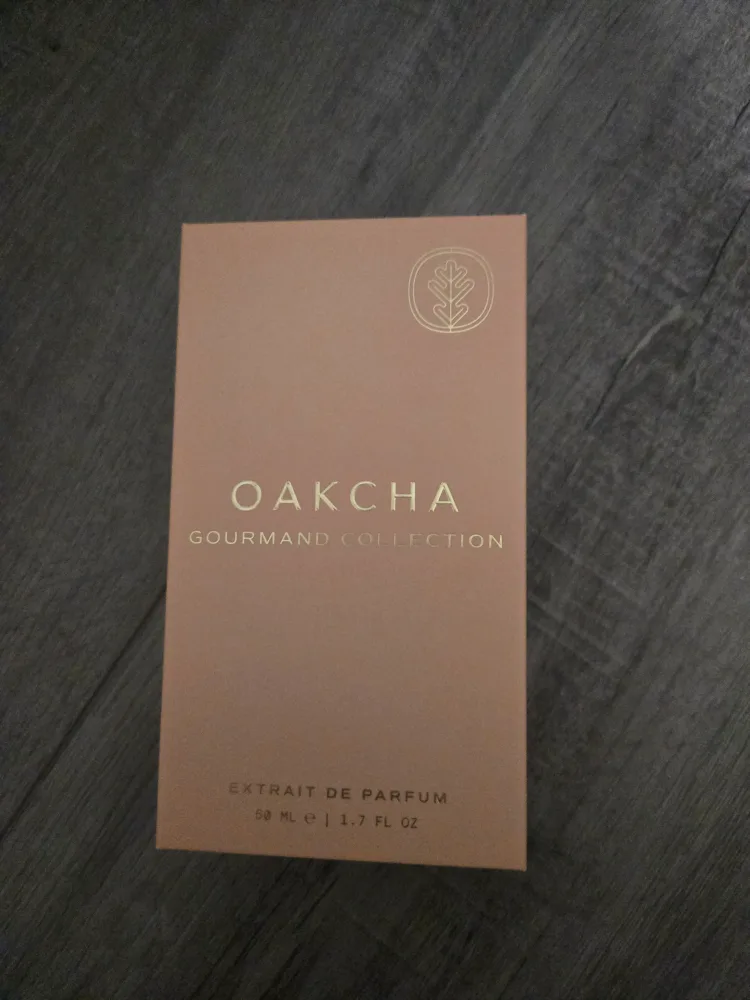 OAKCHA
GOURMAND COLLECTION
EXTRAIT DE PARFUM
50 ML ℮ | 1.7 FL OZ